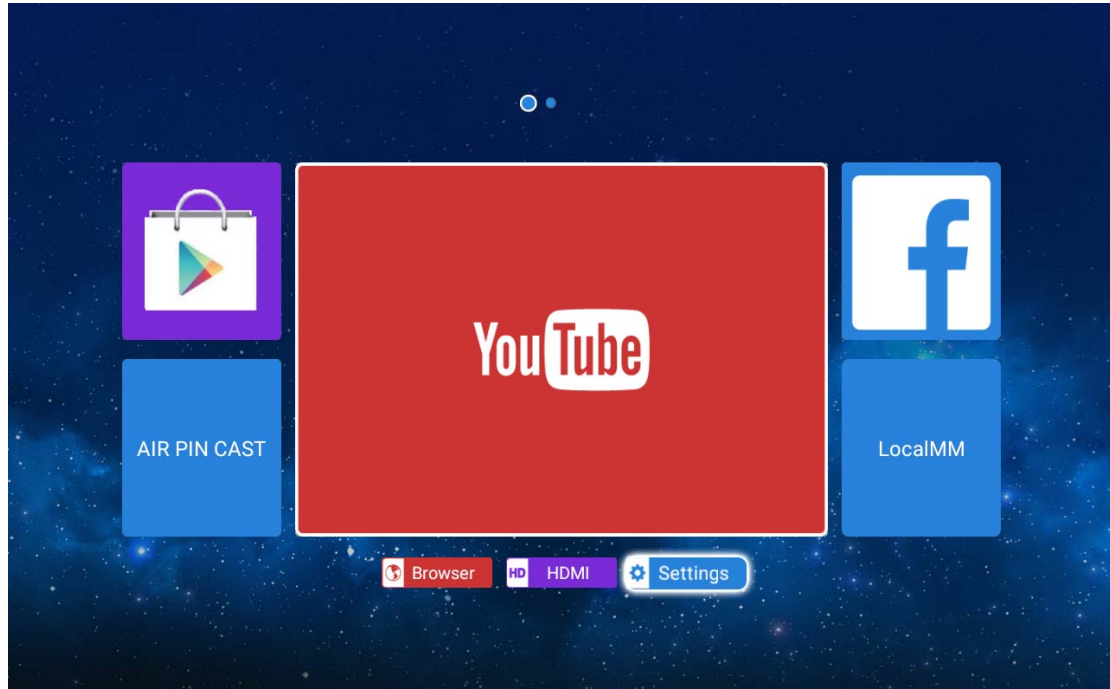 YouTube
AIR PIN CAST
LocalMM
Browser
HD
HDMI
Settings